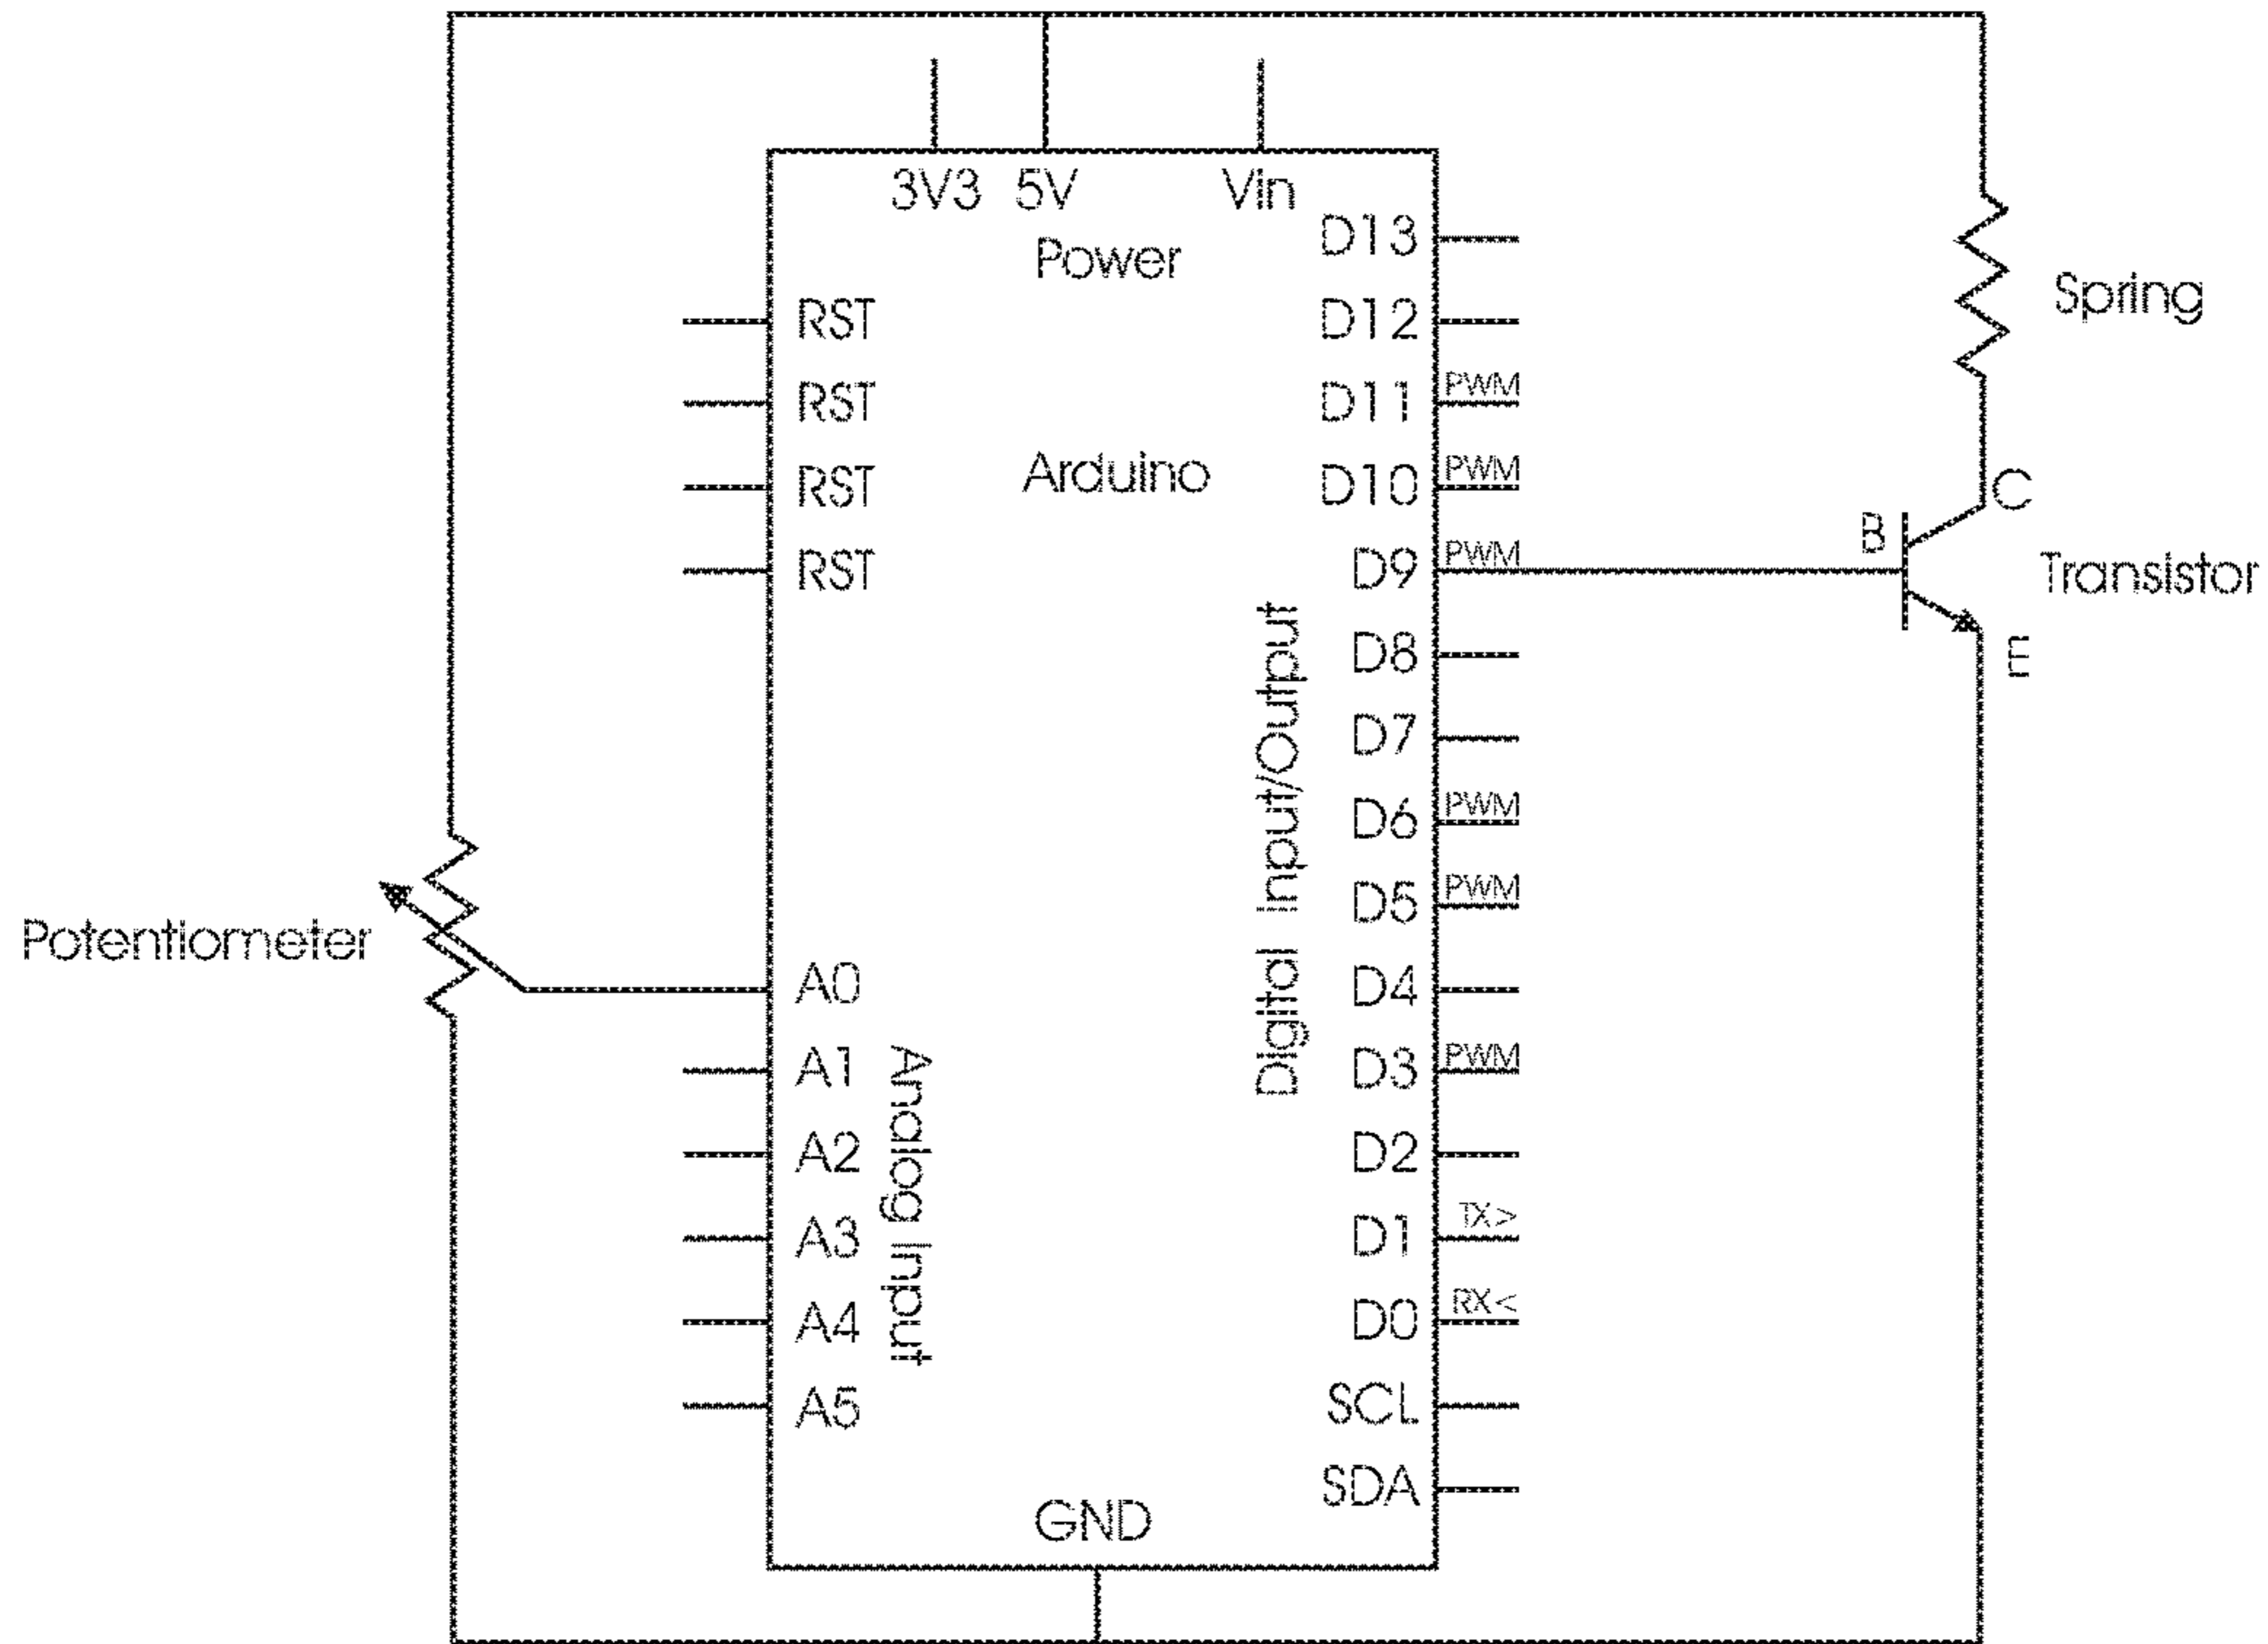 3V3 5V Vin
Power
D13
RST D12
RST D11 PWM
Arduino
RST D10 PWM
RST D9 PWM
B
C
E
Spring
Transistor
D8
D7
D6 PWM
D5 PWM
Digital Input/Output
Potentiometer
A0 D4
A1 D3 PWM
A2 D2
A3 D1 TX>
A4 D0 RX<
A5 SCL
Analog Input
SDA
GND